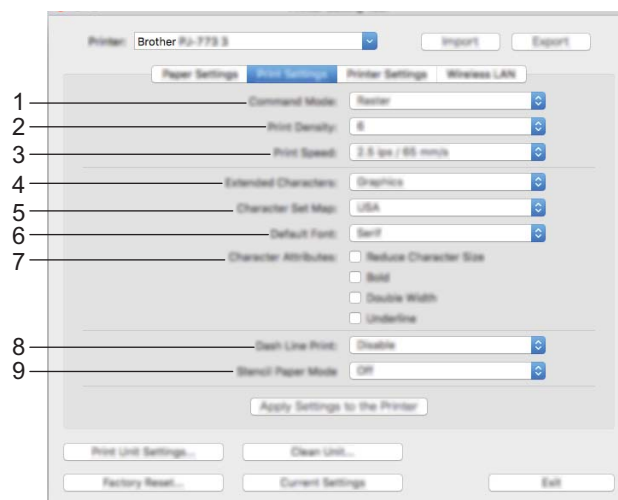 Printer: Brother PJ-773 3 Import Export
Paper Settings Print Settings Printer Settings Wireless LAN
1 Command Mode: Raster
2 Print Density: 6
3 Print Speed: 2.5 ips / 65 mm/s
4 Extended Characters: Graphics
5 Character Set Map: USA
6 Default Font: Serif
7 Character Attributes: Reduce Character Size
Bold
Double Width
Underline
8 Dash Line Print: Disable
9 Stencil Paper Mode Off
Apply Settings to the Printer
Print Unit Settings... Clean Unit...
Factory Reset... Current Settings Exit